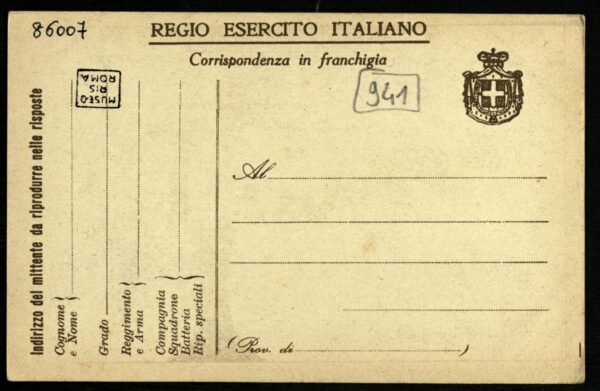 86007
REGIO ESERCITO ITALIANO
Corrispondenza in franchigia
MUSEO
RIS
ROMA
941
Al
(Prov. di )
Indirizzo del mittente da riprodurre nelle risposte
Cognome
e Nome
Grado
Reggimento
e Arma
Compagnia
Squadrone
Batteria
Rip. speciali